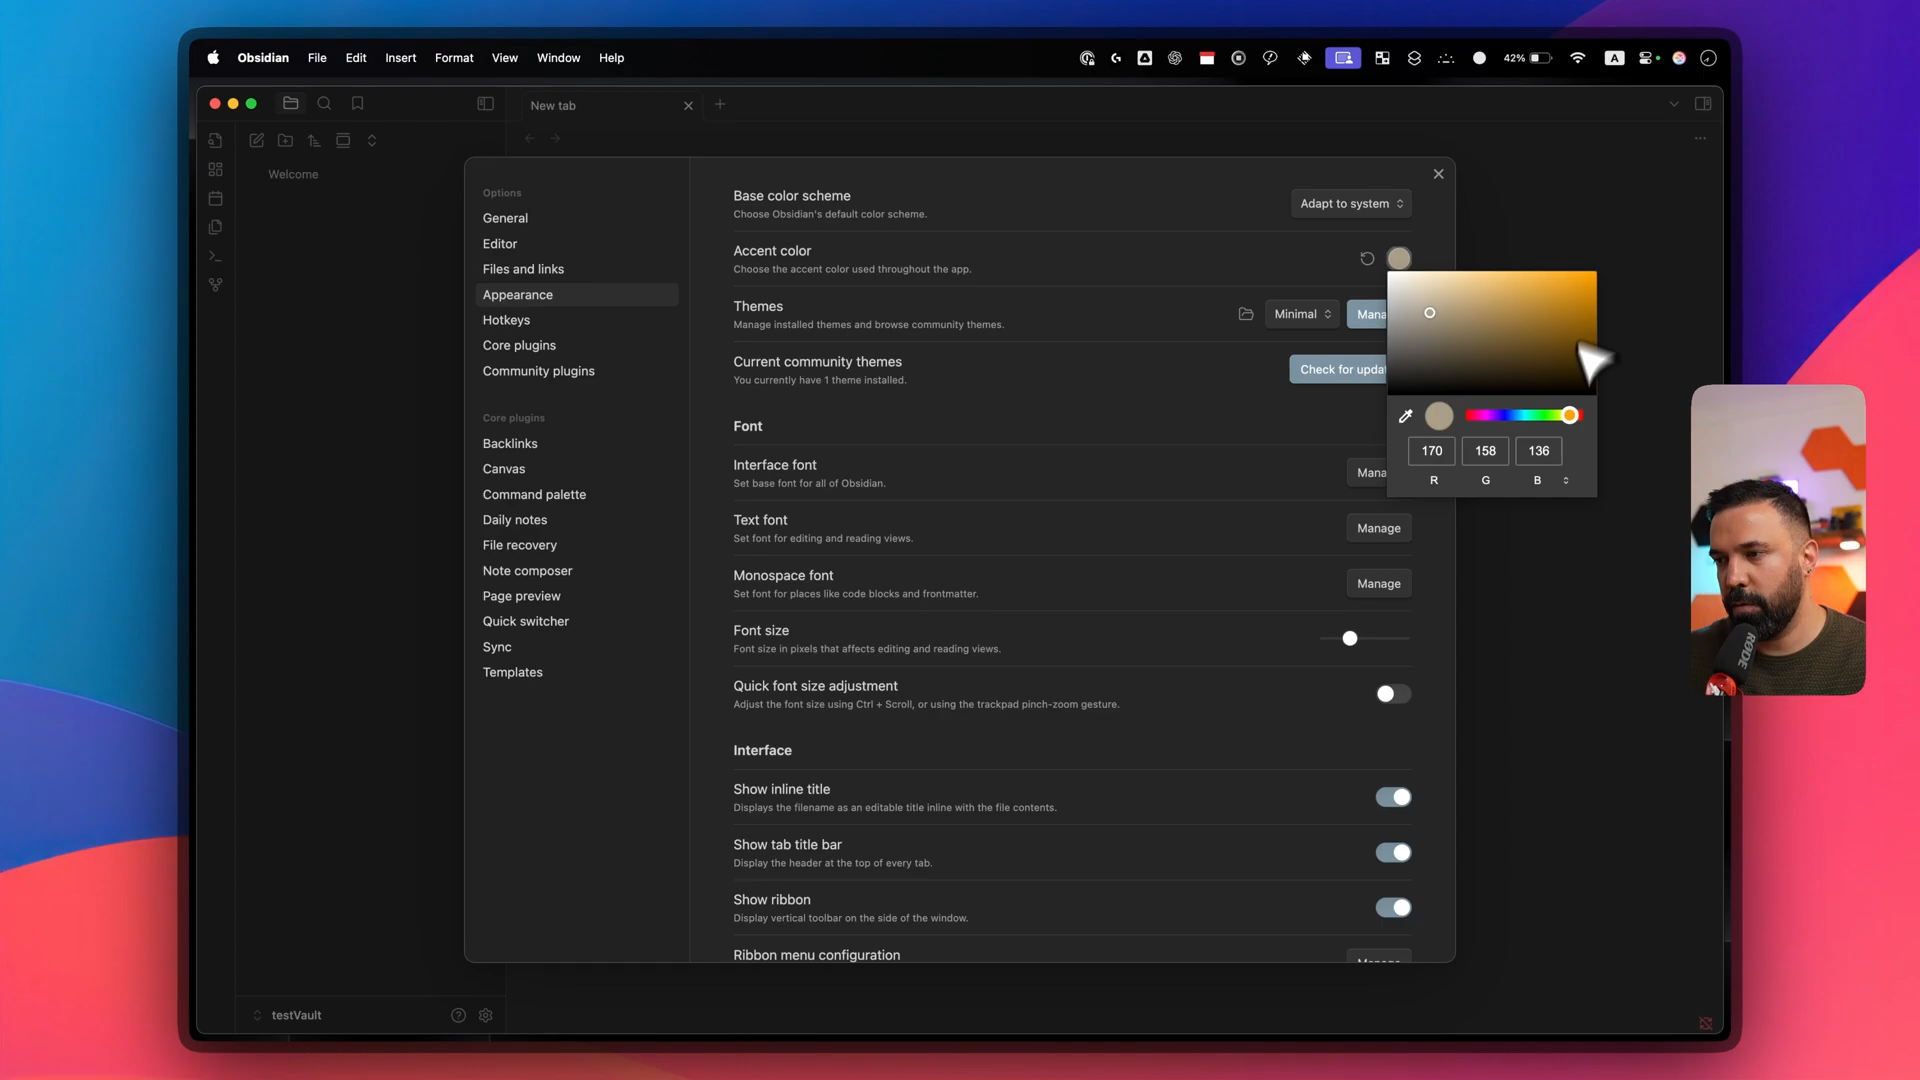 Obsidian File Edit Insert Format View Window Help
42%
A
New tab
Welcome
Options
General
Editor
Files and links
Appearance
Hotkeys
Core plugins
Community plugins
Core plugins
Backlinks
Canvas
Command palette
Daily notes
File recovery
Note composer
Page preview
Quick switcher
Sync
Templates
Base color scheme
Choose Obsidian's default color scheme.
Adapt to system
Accent color
Choose the accent color used throughout the app.
Themes
Manage installed themes and browse community themes.
Minimal
Mana
Current community themes
You currently have 1 theme installed.
Check for updat
170 158 136
R G B
Font
Interface font
Set base font for all of Obsidian.
Mana
Text font
Set font for editing and reading views.
Manage
Monospace font
Set font for places like code blocks and frontmatter.
Manage
Font size
Font size in pixels that affects editing and reading views.
Quick font size adjustment
Adjust the font size using Ctrl + Scroll, or using the trackpad pinch-zoom gesture.
Interface
Show inline title
Displays the filename as an editable title inline with the file contents.
Show tab title bar
Display the header at the top of every tab.
Show ribbon
Display vertical toolbar on the side of the window.
Ribbon menu configuration
Manage
testVault
RØDE